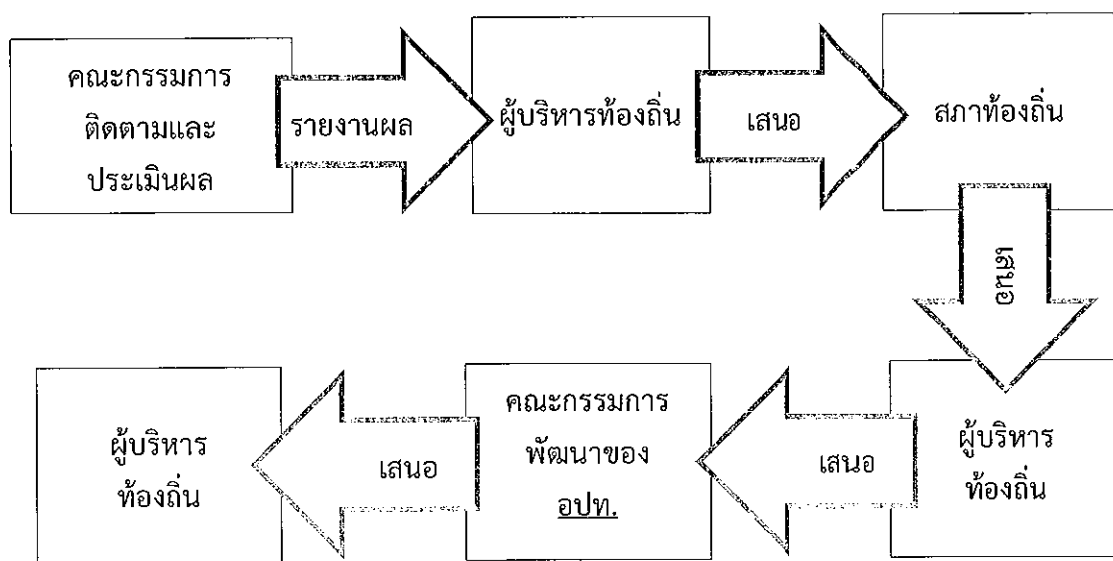 คณะกรรมการ
ติดตามและ
ประเมินผล
รายงานผล
ผู้บริหารท้องถิ่น
เสนอ
สภาท้องถิ่น
เสนอ
ผู้บริหาร
ท้องถิ่น
เสนอ
คณะกรรมการ
พัฒนาของ
อปท.
เสนอ
ผู้บริหาร
ท้องถิ่น